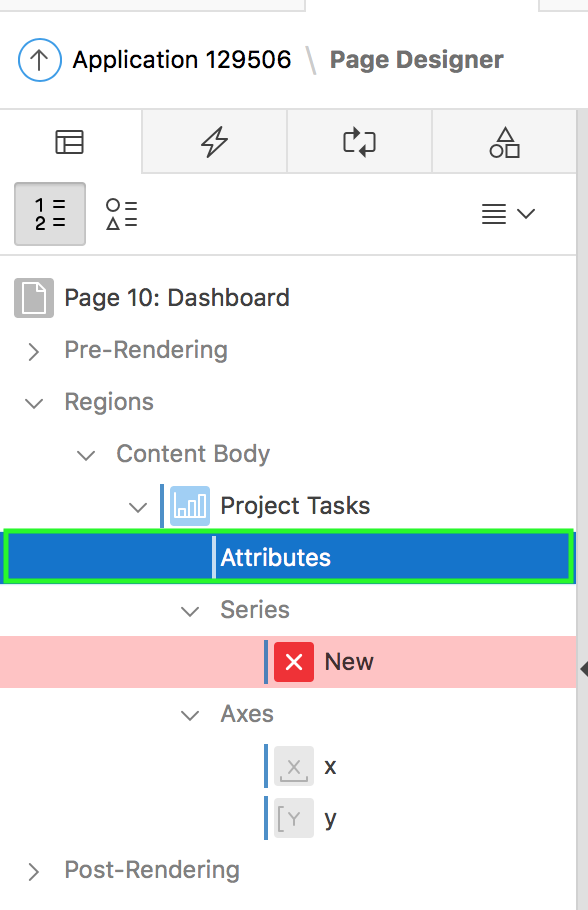 Application 129506 \ Page Designer
1
2
Page 10: Dashboard
Pre-Rendering
Regions
Content Body
Project Tasks
Attributes
Series
New
Axes
X x
Y y
Post-Rendering